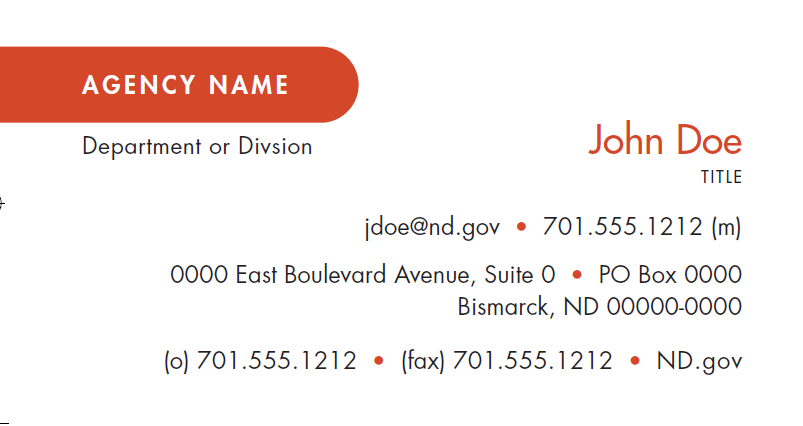 AGENCY NAME
Department or Divsion
John Doe
TITLE
jdoe@nd.gov • 701.555.1212 (m)
0000 East Boulevard Avenue, Suite 0 • PO Box 0000
Bismarck, ND 00000-0000
(o) 701.555.1212 • (fax) 701.555.1212 • ND.gov